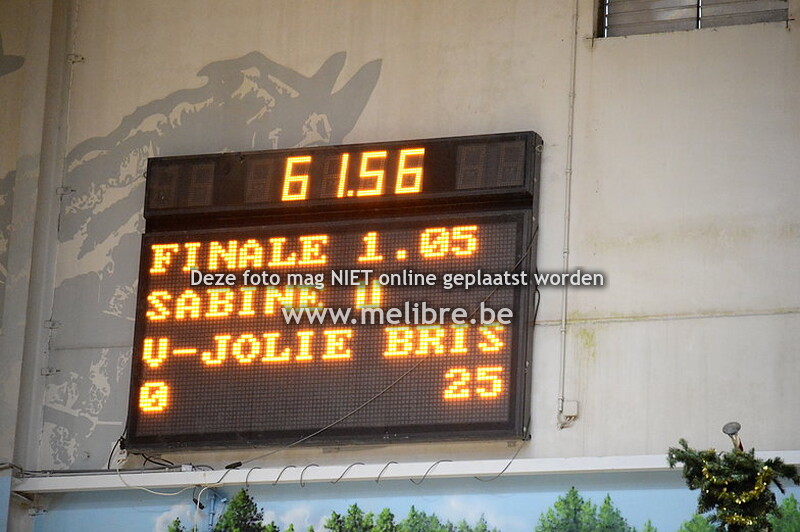 61.56
FINALE 1.05
Deze foto mag NIET online geplaatst worden
SABINE V
www.melibre.be
V-JOLIE BRIS
0 25